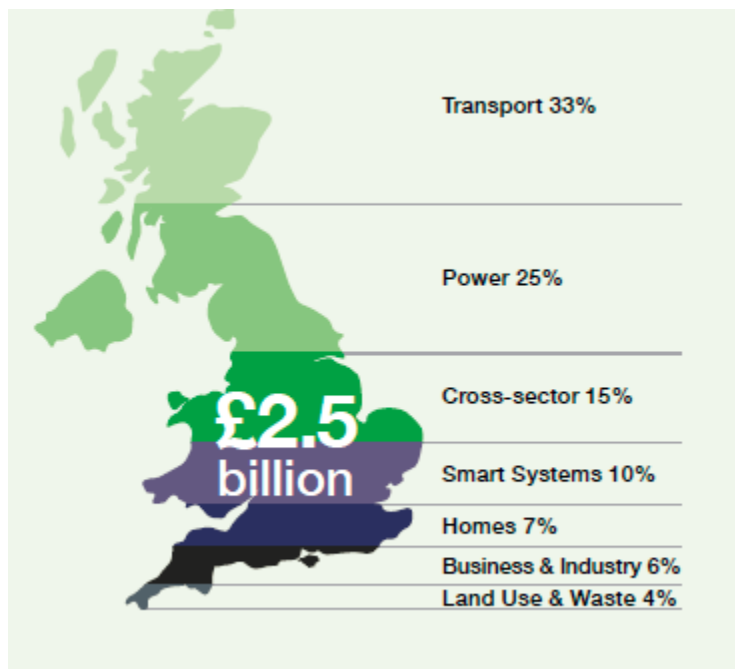 Transport 33%
Power 25%
Cross-sector 15%
£2.5
billion
Smart Systems 10%
Homes 7%
Business & Industry 6%
Land Use & Waste 4%